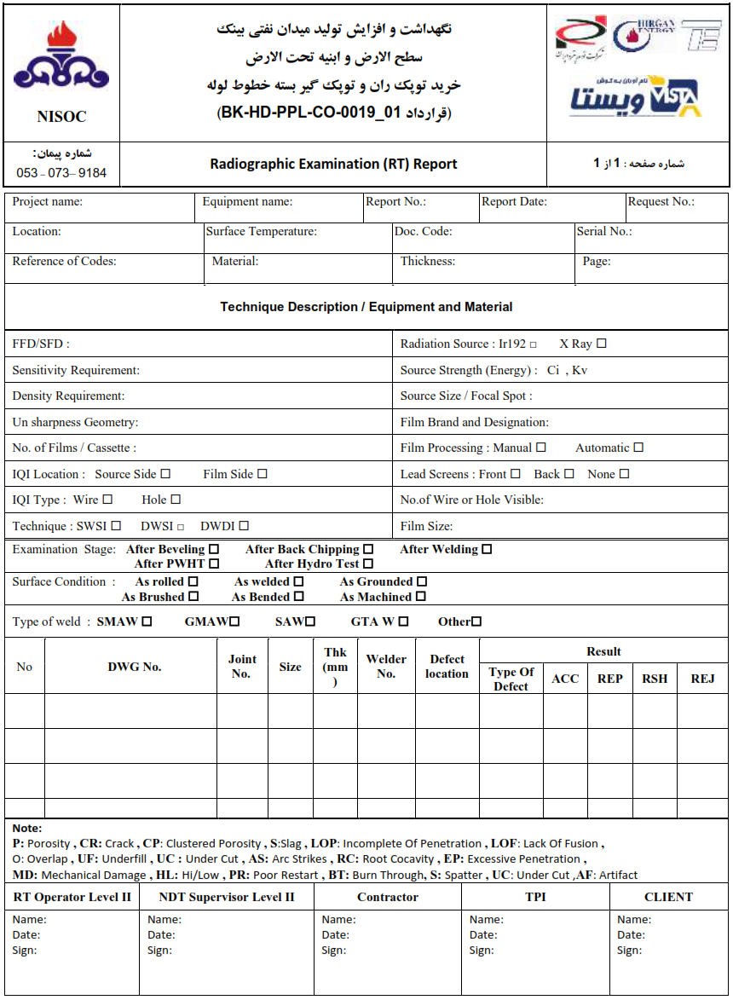 NISOC
نگهداشت و افزایش تولید میدان نفتی بینک
سطح الارض و ابنیه تحت الارض
خرید توپک ران و توپک گیر بسته خطوط لوله
(قرارداد BK-HD-PPL-CO-0019_01)
HIRGAN ENERGY
نام آوران به کوش
ویستا VISTA
شماره پیمان:
053 - 073- 9184
Radiographic Examination (RT) Report
شماره صفحه : 1 از 1
Project name: Equipment name: Report No.: Report Date: Request No.:
Location: Surface Temperature: Doc. Code: Serial No.:
Reference of Codes: Material: Thickness: Page:
Technique Description / Equipment and Material
FFD/SFD : Radiation Source : Ir192 □ X Ray □
Sensitivity Requirement: Source Strength (Energy) : Ci , Kv
Density Requirement: Source Size / Focal Spot :
Un sharpness Geometry: Film Brand and Designation:
No. of Films / Cassette : Film Processing : Manual □ Automatic □
IQI Location : Source Side □ Film Side □ Lead Screens : Front □ Back □ None □
IQI Type : Wire □ Hole □ No.of Wire or Hole Visible:
Technique : SWSI □ DWSI □ DWDI □ Film Size:
Examination Stage: After Beveling □ After Back Chipping □ After Welding □
After PWHT □ After Hydro Test □
Surface Condition : As rolled □ As welded □ As Grounded □
As Brushed □ As Bended □ As Machined □
Type of weld : SMAW □ GMAW□ SAW□ GTA W □ Other□
No DWG No. Joint No. Size Thk (mm ) Welder No. Defect location Result
Type Of Defect ACC REP RSH REJ
Note:
P: Porosity , CR: Crack , CP: Clustered Porosity , S:Slag , LOP: Incomplete Of Penetration , LOF: Lack Of Fusion ,
O: Overlap , UF: Underfill , UC : Under Cut , AS: Arc Strikes , RC: Root Cocavity , EP: Excessive Penetration ,
MD: Mechanical Damage , HL: Hi/Low , PR: Poor Restart , BT: Burn Through, S: Spatter , UC: Under Cut ,AF: Artifact
RT Operator Level II NDT Supervisor Level II Contractor TPI CLIENT
Name: Name: Name: Name: Name:
Date: Date: Date: Date: Date:
Sign: Sign: Sign: Sign: Sign: